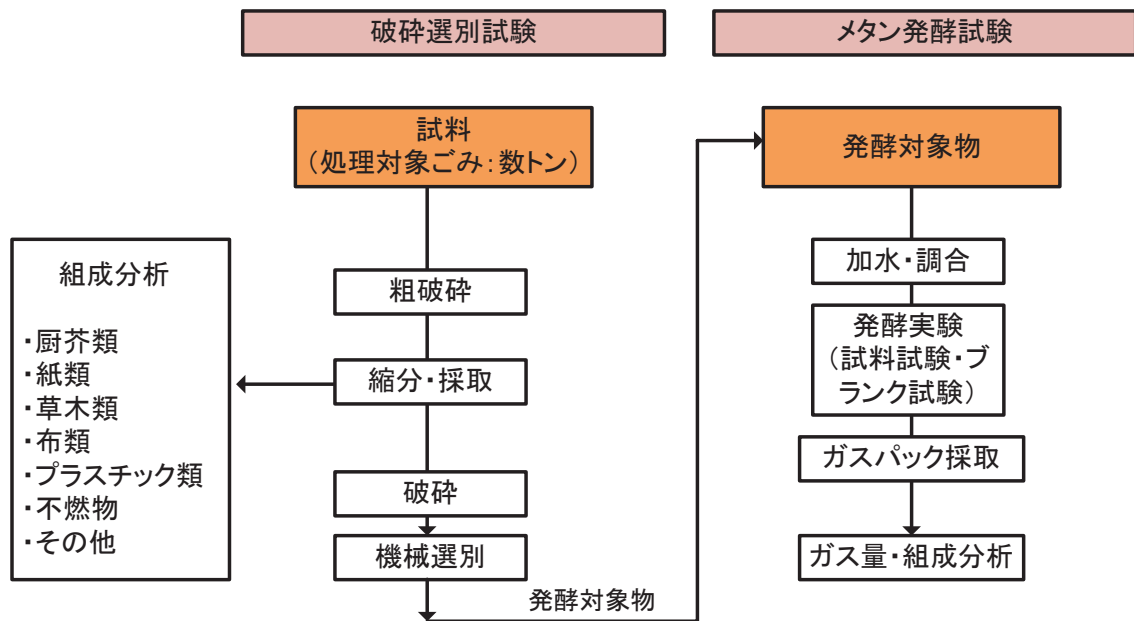 破砕選別試験
メタン発酵試験
試料
(処理対象ごみ:数トン)
粗破砕
縮分・採取
破砕
機械選別
発酵対象物
組成分析
・厨芥類
・紙類
・草木類
・布類
・プラスチック類
・不燃物
・その他
発酵対象物
加水・調合
発酵実験
(試料試験・ブ
ランク試験)
ガスパック採取
ガス量・組成分析